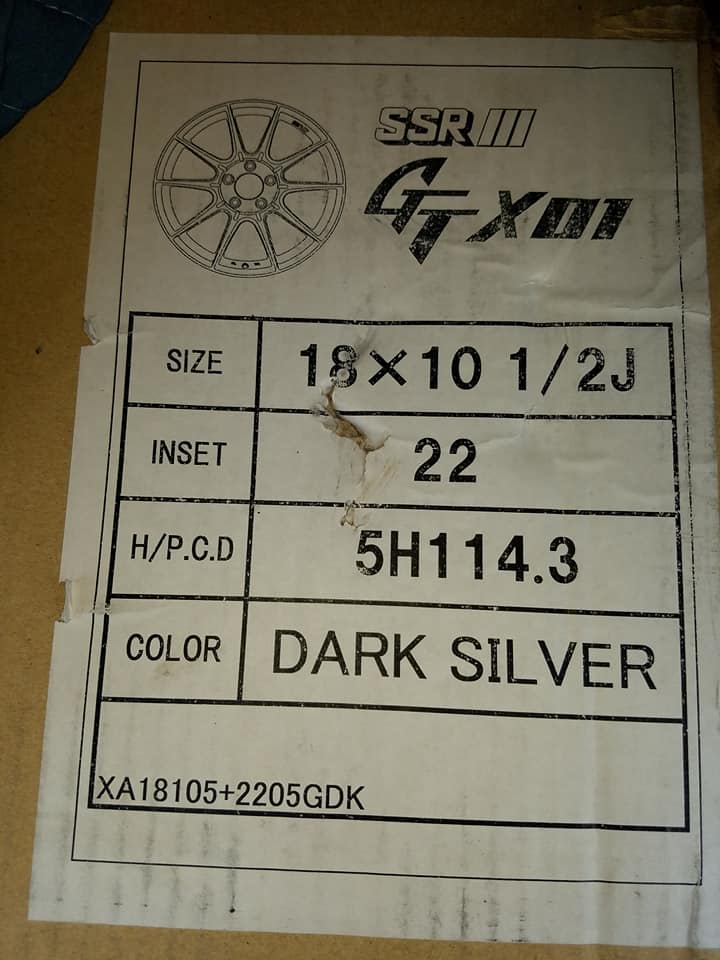 SSR
GTX01
SIZE 18×10 1/2J
INSET 22
H/P.C.D 5H114.3
COLOR DARK SILVER
XA18105+2205GDK